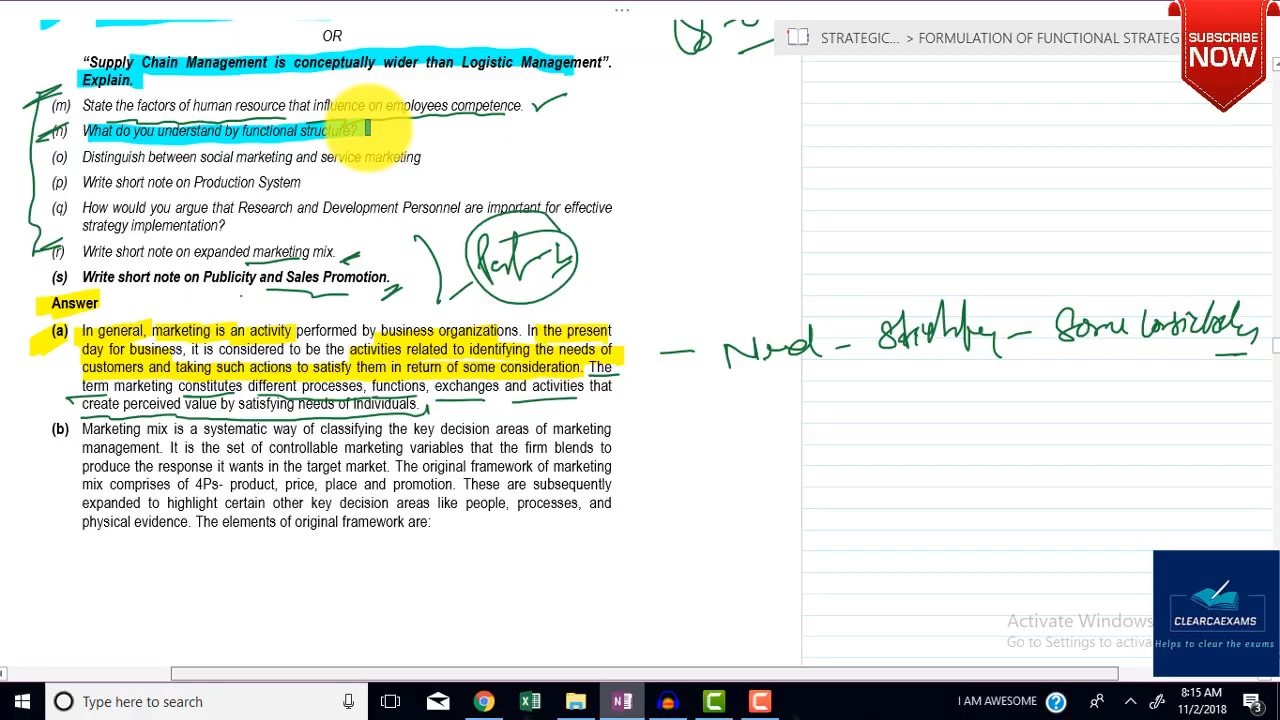 OR
“Supply Chain Management is conceptually wider than Logistic Management”.
Explain.
(m) State the factors of human resource that influence on employees competence.
(n) What do you understand by functional structure?
(o) Distinguish between social marketing and service marketing
(p) Write short note on Production System
(q) How would you argue that Research and Development Personnel are important for effective
strategy implementation?
(r) Write short note on expanded marketing mix.
(s) Write short note on Publicity and Sales Promotion.
Answer
(a) In general, marketing is an activity performed by business organizations. In the present
day for business, it is considered to be the activities related to identifying the needs of
customers and taking such actions to satisfy them in return of some consideration. The
term marketing constitutes different processes, functions, exchanges and activities that
create perceived value by satisfying needs of individuals.
(b) Marketing mix is a systematic way of classifying the key decision areas of marketing
management. It is the set of controllable marketing variables that the firm blends to
produce the response it wants in the target market. The original framework of marketing
mix comprises of 4Ps- product, price, place and promotion. These are subsequently
expanded to highlight certain other key decision areas like people, processes, and
physical evidence. The elements of original framework are:
— Need –
Some
STRATEGIC... > FORMULATION OF FUNCTIONAL STRATEG
SUBSCRIBE
NOW
Activate Windows
Go to Settings to activa
CLEARCAEXAMS
Helps to clear the exams
Type here to search
I AM AWESOME
8:15 AM
11/2/2018
3